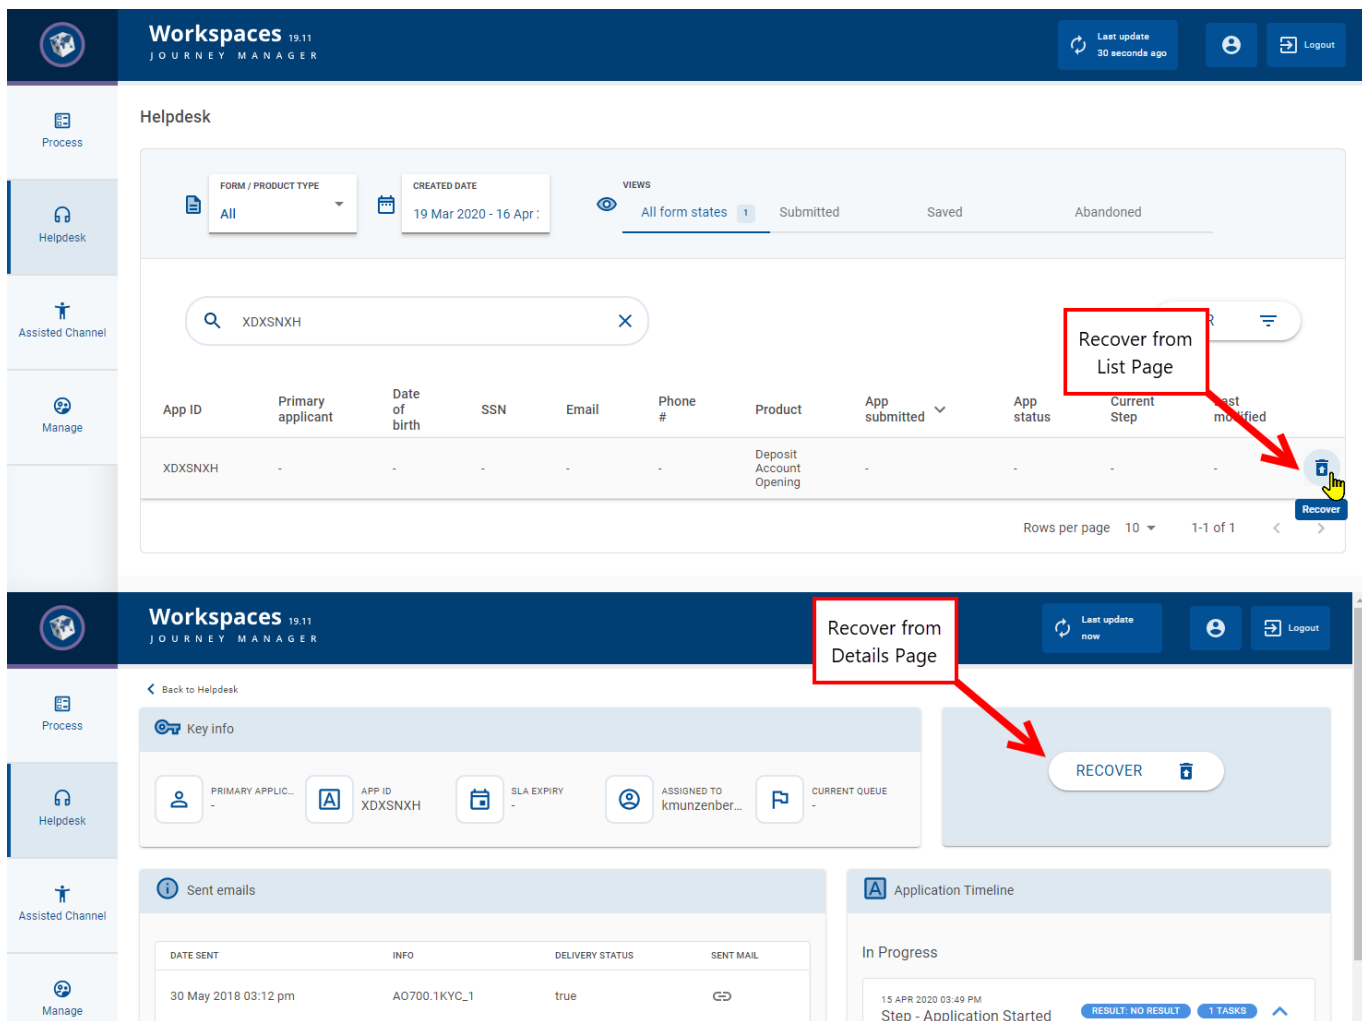 Workspaces 19.11
JOURNEY MANAGER
Last update
30 seconds ago
Logout
Process
Helpdesk
Assisted Channel
Manage
Helpdesk
FORM / PRODUCT TYPE
All
CREATED DATE
19 Mar 2020 - 16 Apr
VIEWS
All form states 1
Submitted
Saved
Abandoned
XDXSNXH
Recover from
List Page
App ID
Primary
applicant
Date
of
birth
SSN
Email
Phone
#
Product
App
submitted
App
status
Current
Step
Last
modified
XDXSNXH - - - - -
Deposit
Account
Opening
- - - -
Recover
Rows per page 10 1-1 of 1
Workspaces 19.11
JOURNEY MANAGER
Recover from
Details Page
Last update
now
Logout
Process
Helpdesk
Assisted Channel
Manage
Back to Helpdesk
Key info
PRIMARY APPLIC...
-
APP ID
XDXSNXH
SLA EXPIRY
-
ASSIGNED TO
kmunzenber...
CURRENT QUEUE
-
RECOVER
Sent emails
DATE SENT INFO DELIVERY STATUS SENT MAIL
30 May 2018 03:12 pm AO700.1KYC_1 true
Application Timeline
In Progress
15 APR 2020 03:49 PM
Step - Application Started
RESULT: NO RESULT
1 TASKS